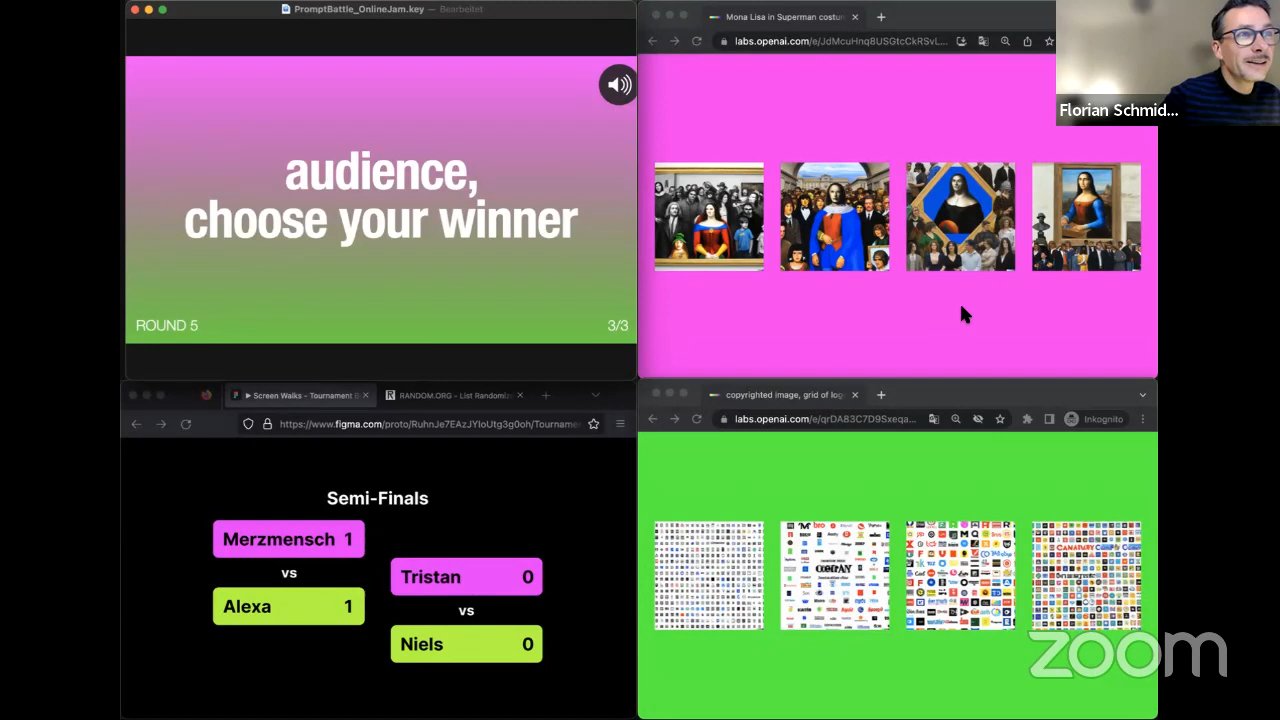 PromptBattle_OnlineJam.key — Bearbeitet
audience,
choose your winner
ROUND 5
3/3
Mona Lisa in Superman costu
labs.openai.com/e/JdMcuHnq8USGtcCkRSvL...
Florian Schmid...
Screen Walks - Tournament B
RANDOM.ORG - List Randomiz
https://www.figma.com/proto/RuhnJe7EAzJYIoUtg3g0oh/Tourname
Semi-Finals
Merzmensch 1
vs
Alexa 1
Tristan 0
vs
Niels 0
copyrighted image, grid of log
labs.openai.com/e/qrDA83C7D9Sxeqa...
Inkognito
zoom